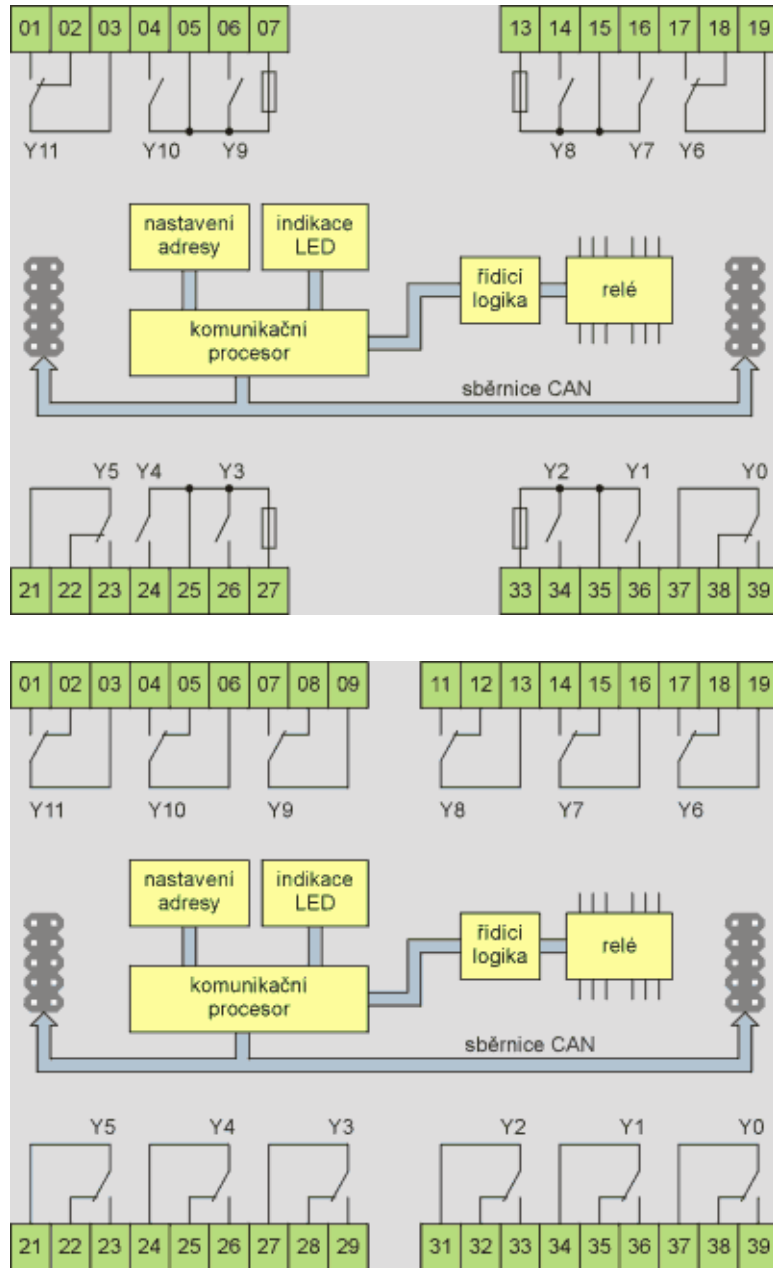 01 02 03 04 05 06 07 13 14 15 16 17 18 19
Y11 Y10 Y9 Y8 Y7 Y6
nastavení
adresy
indikace
LED
řídicí
logika
relé
komunikační
procesor
sběrnice CAN
Y5 Y4 Y3 Y2 Y1 Y0
21 22 23 24 25 26 27 33 34 35 36 37 38 39
01 02 03 04 05 06 07 08 09 11 12 13 14 15 16 17 18 19
Y11 Y10 Y9 Y8 Y7 Y6
nastavení
adresy
indikace
LED
řídicí
logika
relé
komunikační
procesor
sběrnice CAN
Y5 Y4 Y3 Y2 Y1 Y0
21 22 23 24 25 26 27 28 29 31 32 33 34 35 36 37 38 39